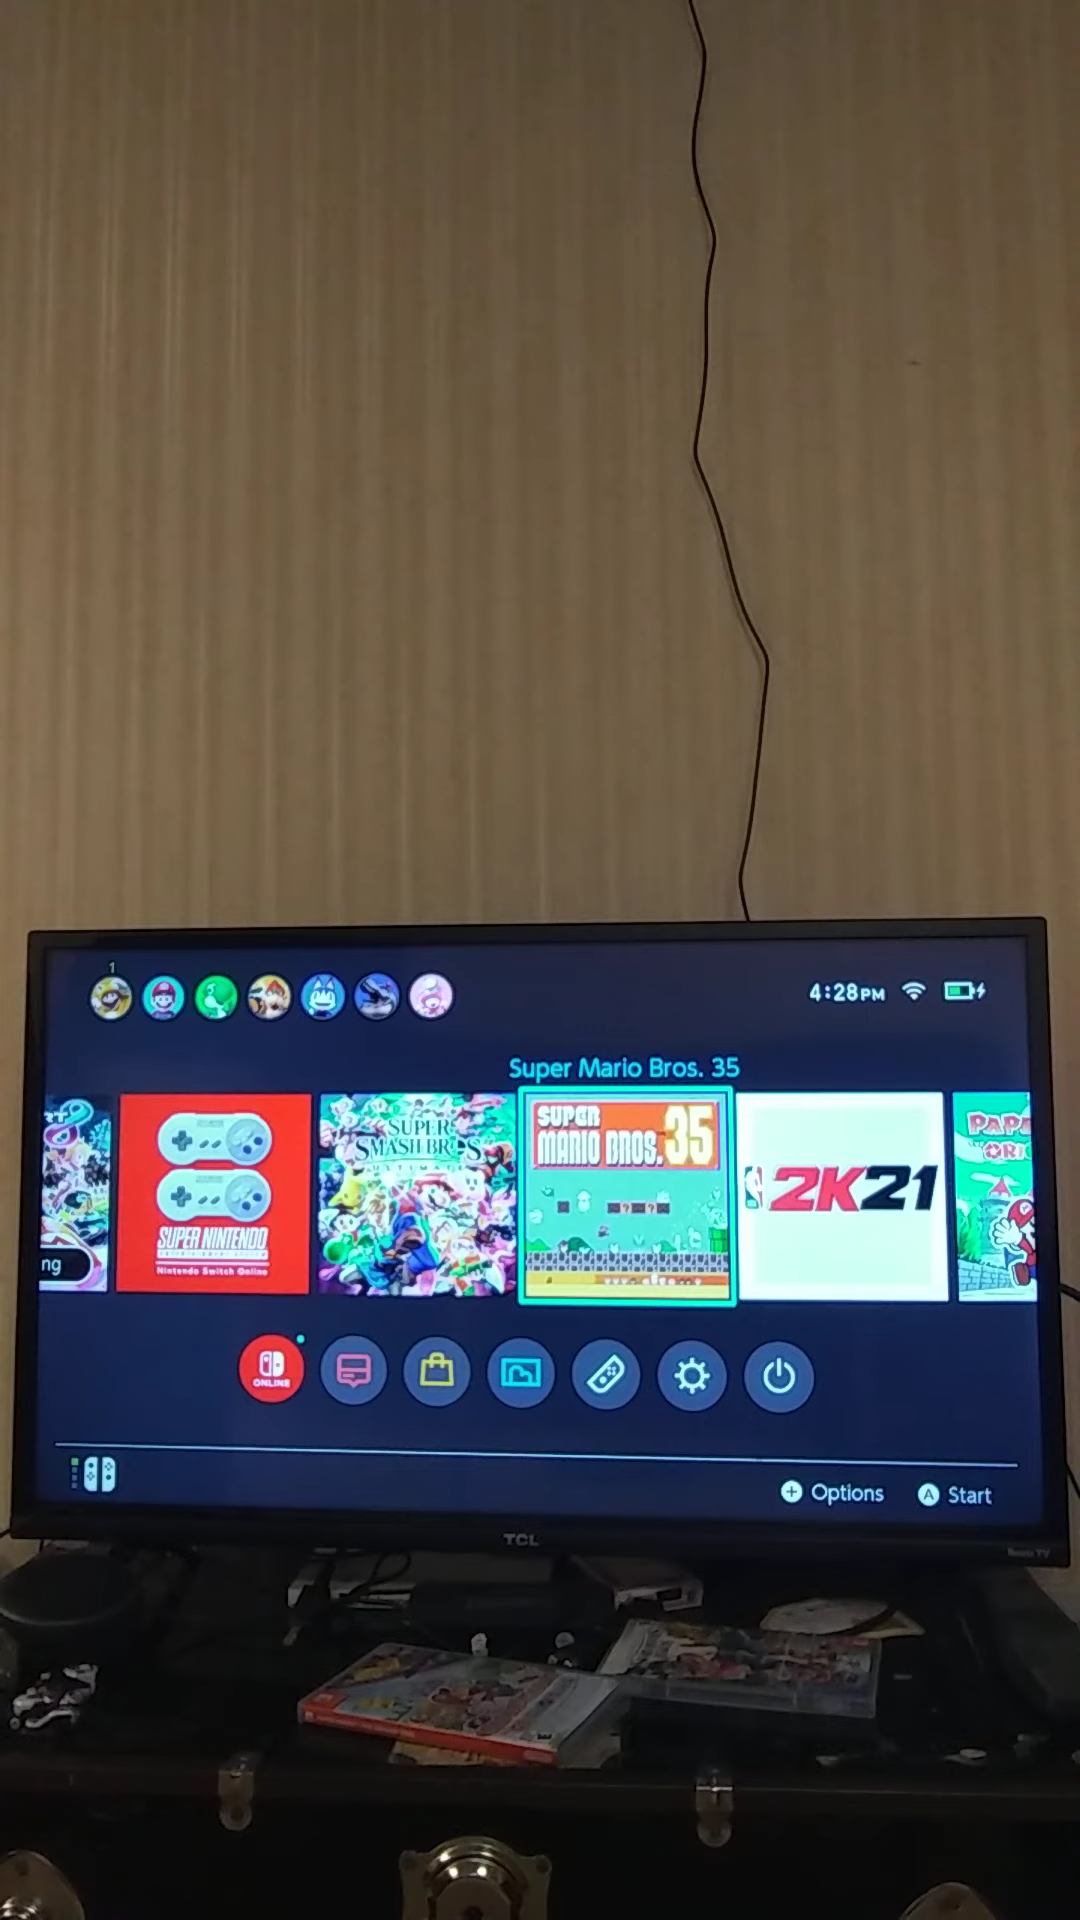 1
4:28PM
Super Mario Bros. 35
ng
SUPER NINTENDO
Nintendo Switch Online
SUPER
SMASH BROS
SUPER
MARIO BROS. 35
2K21
ONLINE
+ Options
A Start
TCL